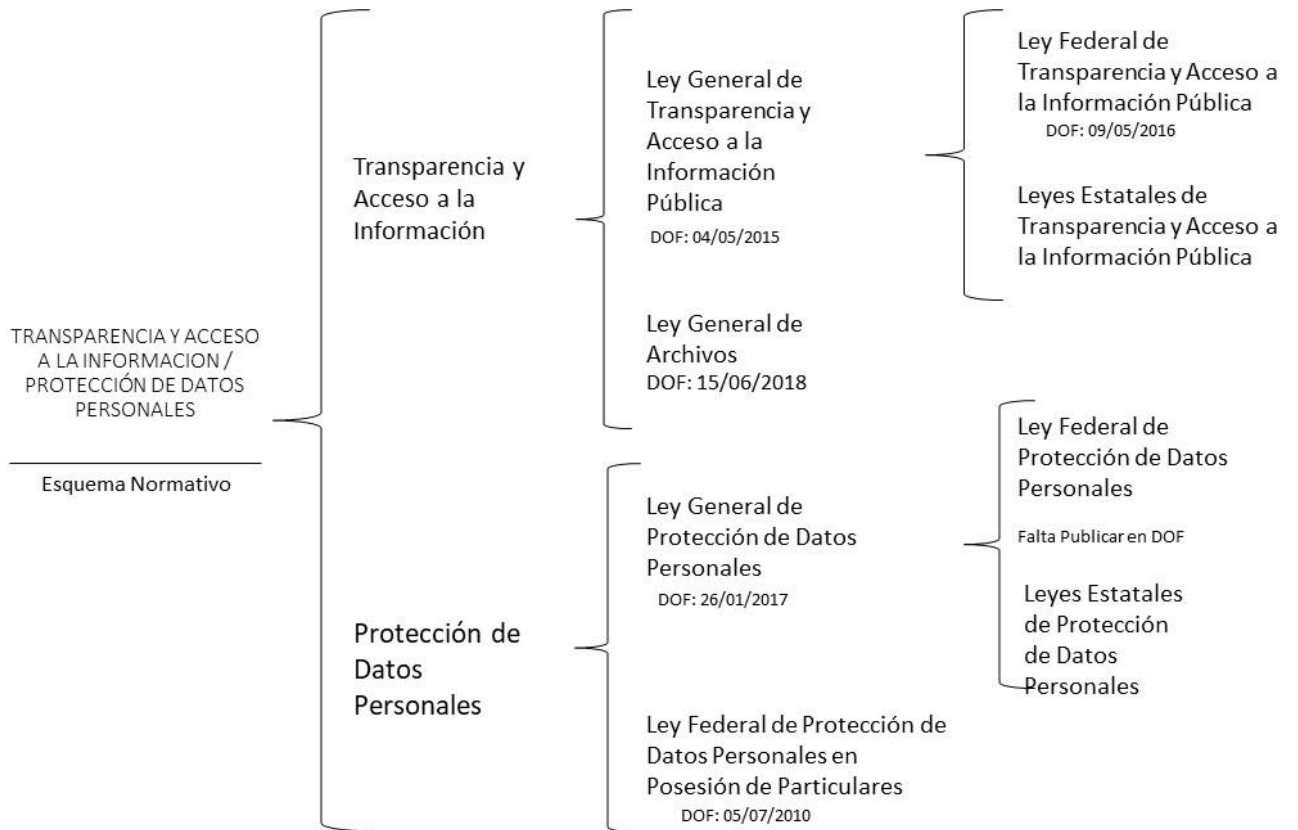 TRANSPARENCIA Y ACCESO
A LA INFORMACION /
PROTECCIÓN DE DATOS
PERSONALES
Esquema Normativo
Transparencia y
Acceso a la
Información
Ley General de
Transparencia y
Acceso a la
Información
Pública
DOF: 04/05/2015
Ley General de
Archivos
DOF: 15/06/2018
Ley Federal de
Transparencia y Acceso a
la Información Pública
DOF: 09/05/2016
Leyes Estatales de
Transparencia y Acceso a
la Información Pública
Protección de
Datos
Personales
Ley General de
Protección de Datos
Personales
DOF: 26/01/2017
Ley Federal de Protección de
Datos Personales en
Posesión de Particulares
DOF: 05/07/2010
Ley Federal de
Protección de Datos
Personales
Falta Publicar en DOF
Leyes Estatales
de Protección
de Datos
Personales